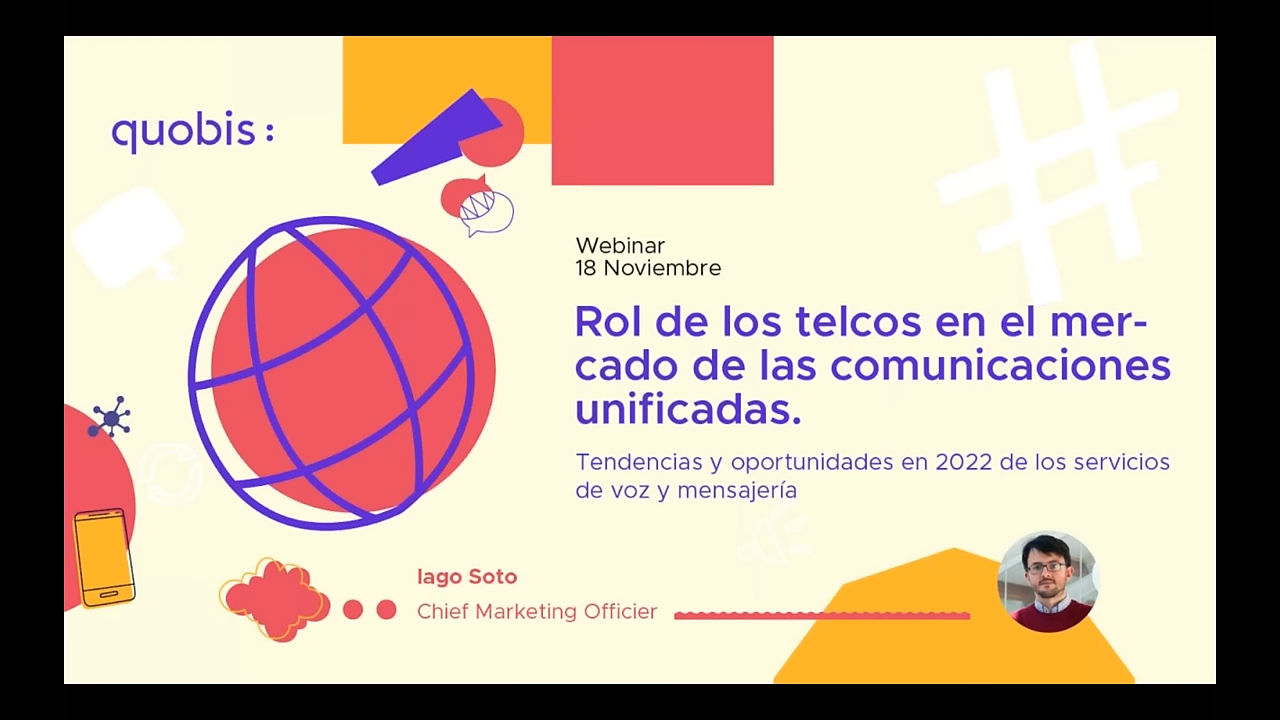 quobis:
Webinar
18 Noviembre
Rol de los telcos en el mer-
cado de las comunicaciones
unificadas.
Tendencias y oportunidades en 2022 de los servicios
de voz y mensajería
Iago Soto
Chief Marketing Officier